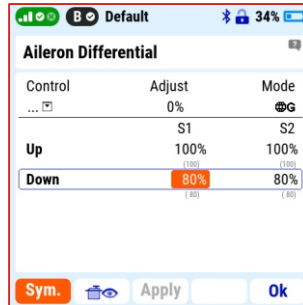 B Default 34%
Aileron Differential
?
Control Adjust Mode
... 0% G
S1 S2
Up 100% 100%
(100) (100)
Down 80% 80%
( 80) ( 80)
Sym. Apply Ok